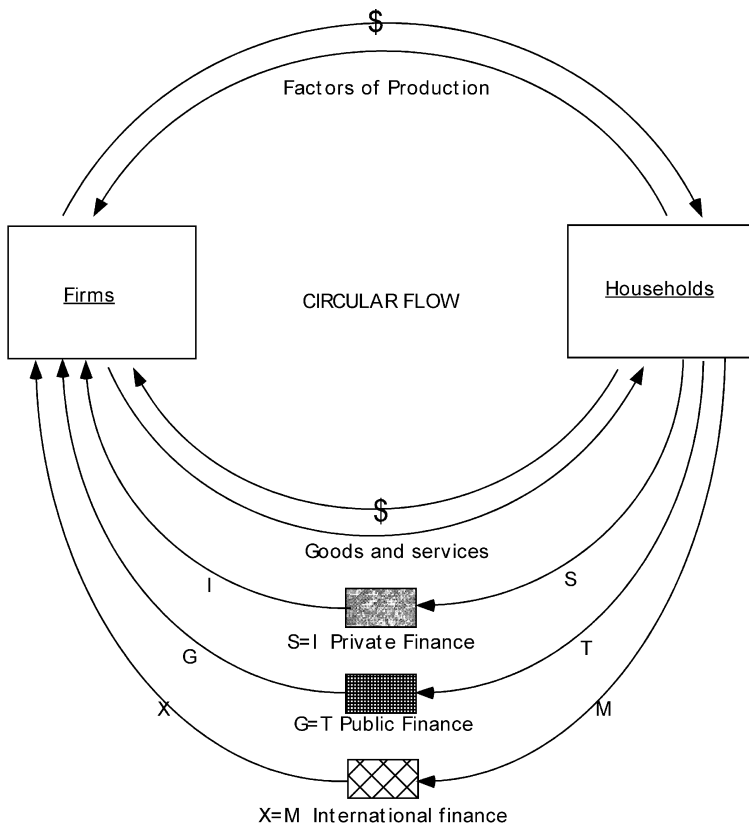 $
Factors of Production
Firms
CIRCULAR FLOW
Households
$
Goods and services
I
S
S=I Private Finance
G
T
G=T Public Finance
X
M
X=M International finance